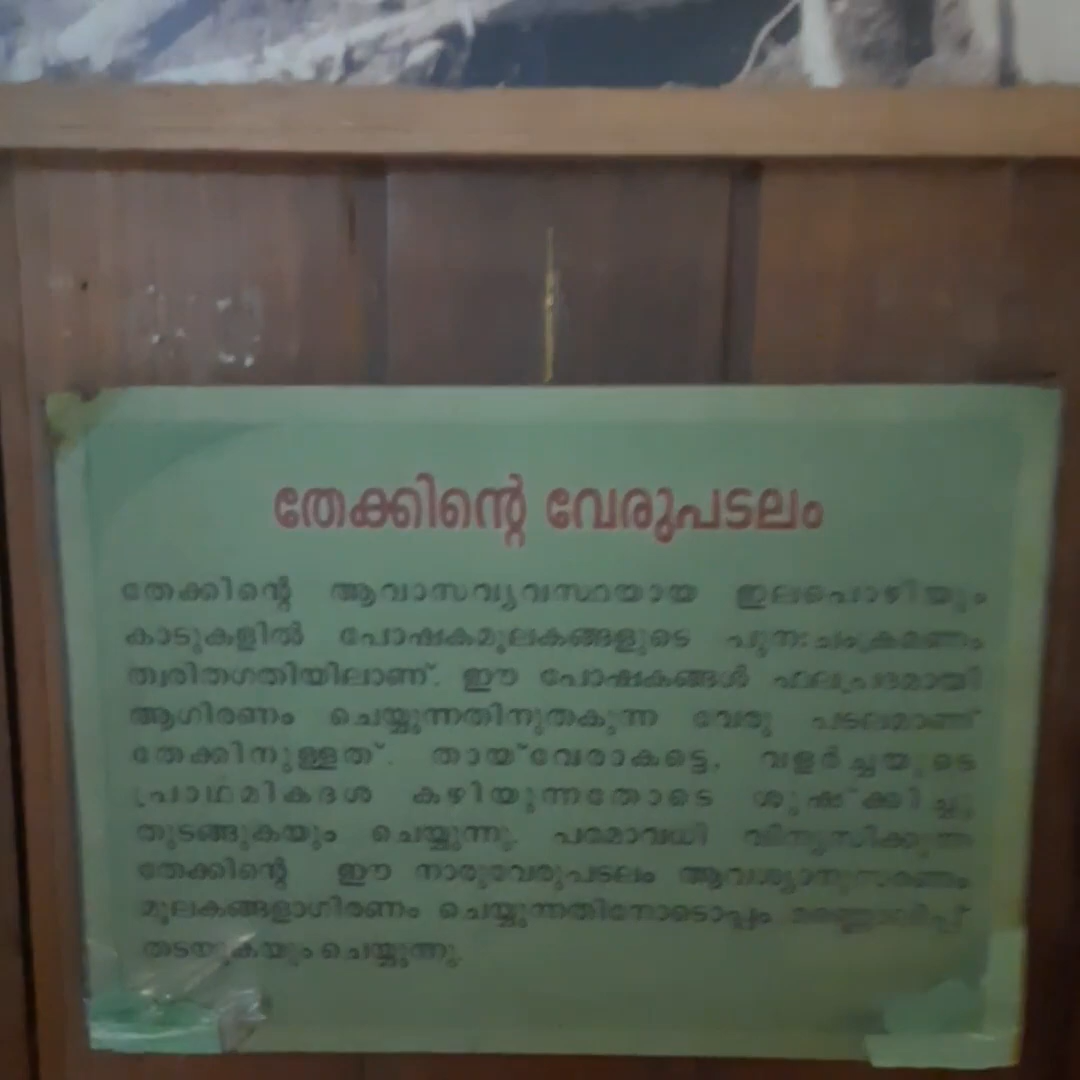 തേക്കിന്റെ വേരുപടലം
തേക്കിന്റെ ആവാസവ്യവസ്ഥയായ ഇലപൊഴിയും
കാടുകളിൽ പോഷകമൂലകങ്ങളുടെ പുന:ചംക്രമണം
ത്വരിതഗതിയിലാണ്. ഈ പോഷകങ്ങൾ ഫലപ്രദമായി
ആഗിരണം ചെയ്യുന്നതിനുതകുന്ന വേരു പടലമാണ്
തേക്കിനുള്ളത്. തായ്‌വേരാകട്ടെ, വളർച്ചയുടെ
പ്രാഥമികദശ കഴിയുന്നതോടെ ശുഷ്ക്കിച്ചു
തുടങ്ങുകയും ചെയ്യുന്നു. പരമാവധി
തേക്കിന്റെ ഈ നാരുവേരുപടലം ആവശ്യാനുസരണം
മൂലകങ്ങളാഗിരണം ചെയ്യുന്നതിനോടൊപ്പം മണ്ണൊലിപ്പ്
തടയുകയും ചെയ്യുന്നു.